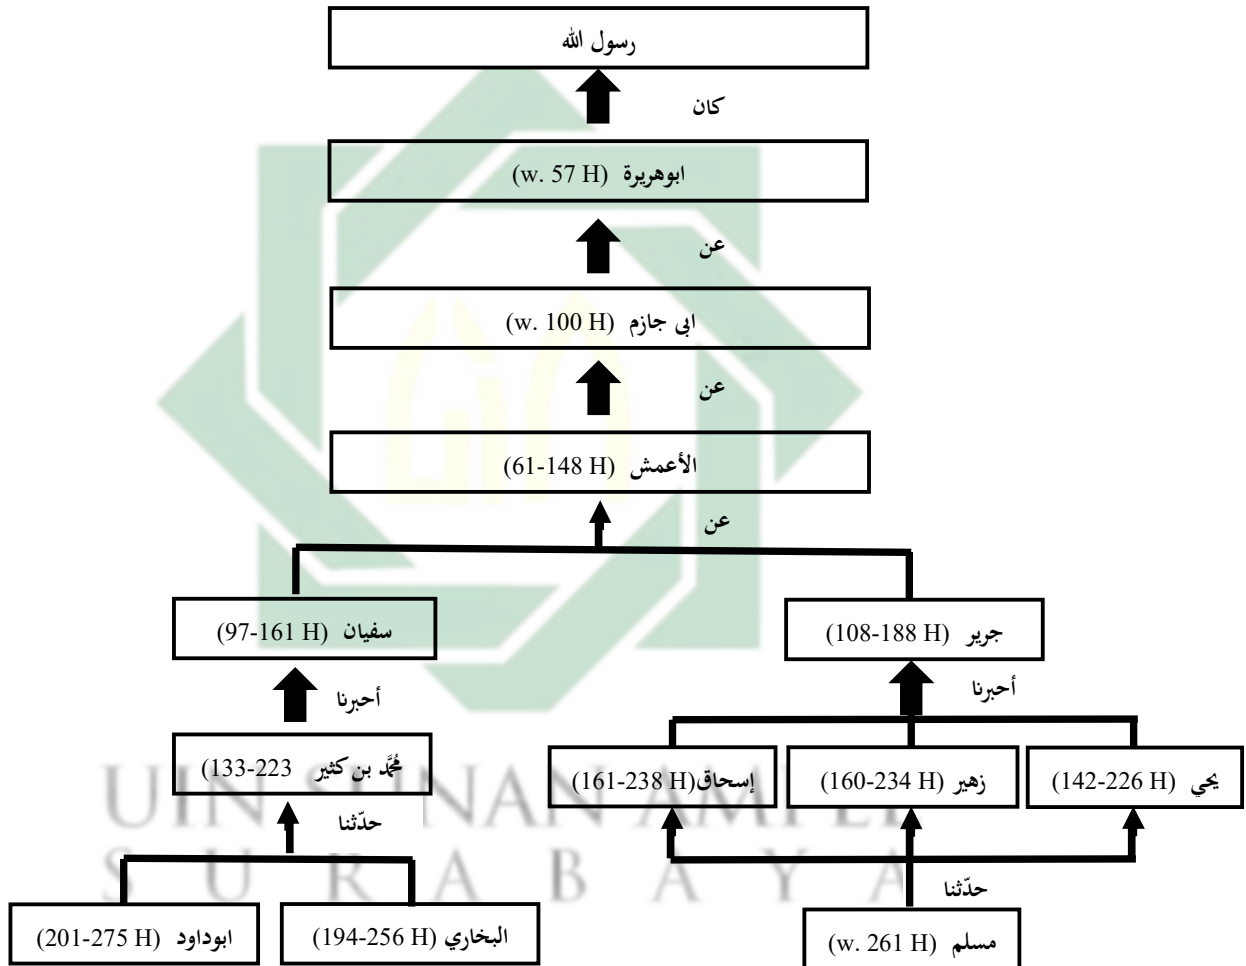 رسول الله
كان
ابوهريرة (w. 57 H)
عن
ابى جازم (w. 100 H)
عن
الأعمش (61-148 H)
عن
سفيان (97-161 H)
جرير (108-188 H)
أحبرنا
أحبرنا
محُمَّد بن كثير 133-223)
إسحاق(161-238 H)
زهير (160-234 H)
يحي (142-226 H)
حدّثنا
حدّثنا
ابوداود (201-275 H)
البخاري (194-256 H)
مسلم (w. 261 H)
UIN SUNAN AMPEL
SURABAYA